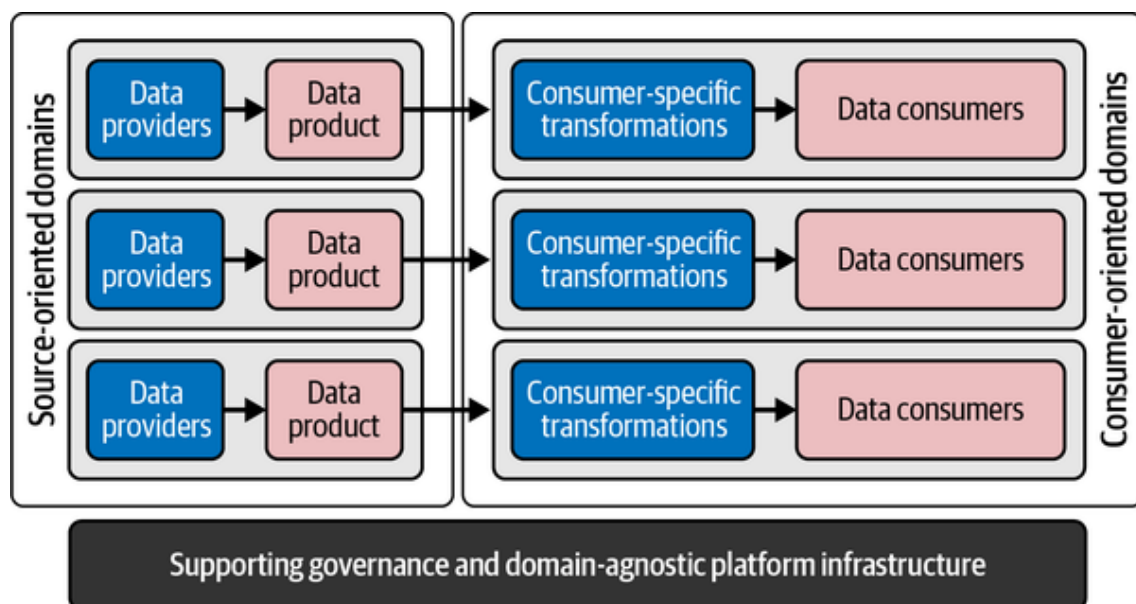 Source-oriented domains
Data
providers
Data
product
Consumer-specific
transformations
Data consumers
Data
providers
Data
product
Consumer-specific
transformations
Data consumers
Data
providers
Data
product
Consumer-specific
transformations
Data consumers
Consumer-oriented domains
Supporting governance and domain-agnostic platform infrastructure